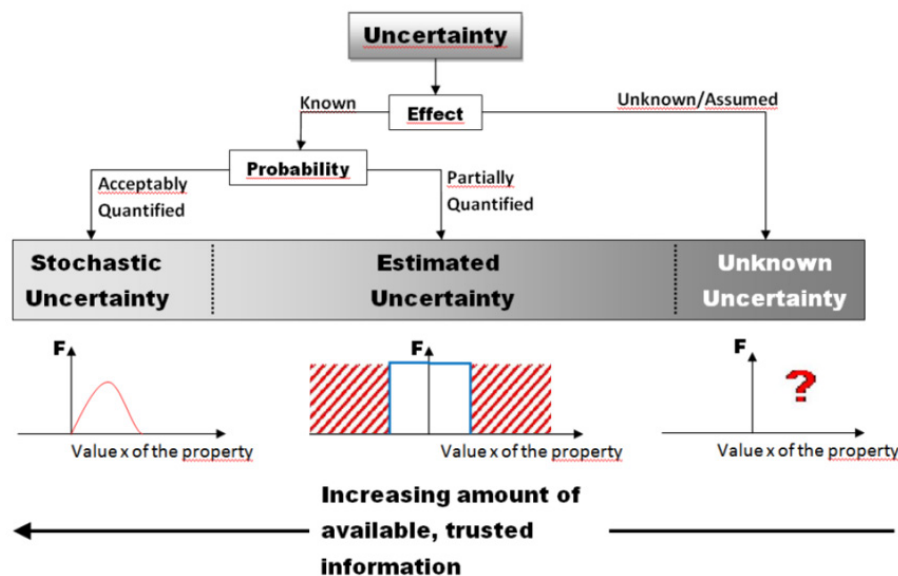 Uncertainty
Known
Effect
Unknown/Assumed
Probability
Acceptably
Quantified
Partially
Quantified
Stochastic
Uncertainty
Estimated
Uncertainty
Unknown
Uncertainty
F
Value x of the property
F
Value x of the property
F
?
Value x of the property
Increasing amount of
available, trusted
information